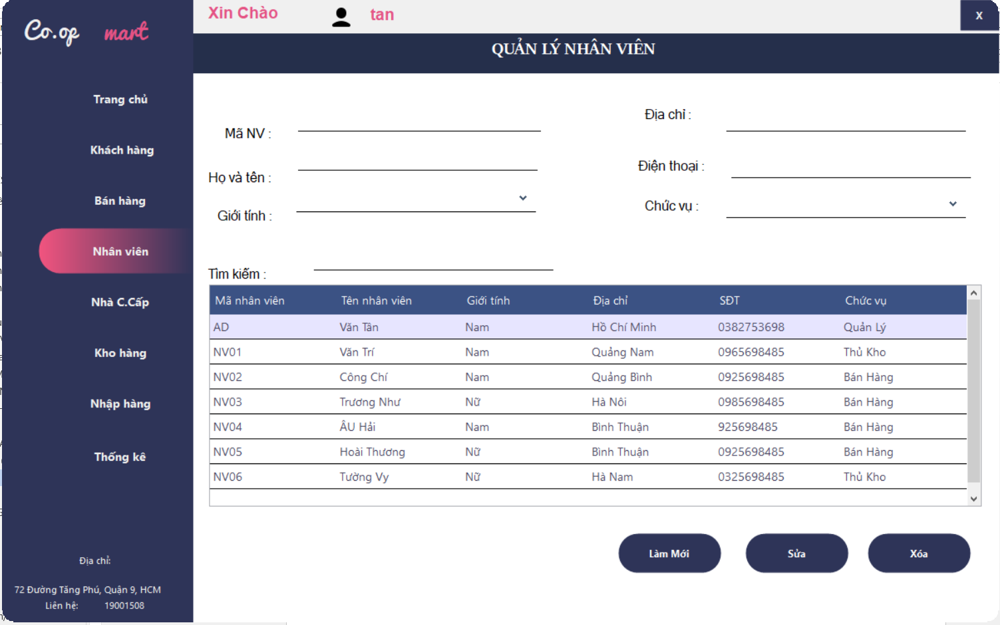 Co.op mart
Xin Chào tan X
QUẢN LÝ NHÂN VIÊN
Trang chủ
Khách hàng
Bán hàng
Nhân viên
Nhà C.Cấp
Kho hàng
Nhập hàng
Thống kê
Địa chỉ:
72 Đường Tăng Phú, Quận 9, HCM
Liên hệ: 19001508
Mã NV :
Họ và tên :
Giới tính :
Địa chỉ :
Điện thoại :
Chức vụ :
Tìm kiếm :
Mã nhân viên Tên nhân viên Giới tính Địa chỉ SĐT Chức vụ
AD Văn Tân Nam Hồ Chí Minh 0382753698 Quản Lý
NV01 Văn Trí Nam Quảng Nam 0965698485 Thủ Kho
NV02 Công Chí Nam Quảng Bình 0925698485 Bán Hàng
NV03 Trương Như Nữ Hà Nôi 0985698485 Bán Hàng
NV04 ÂU Hải Nam Bình Thuận 925698485 Bán Hàng
NV05 Hoài Thương Nữ Bình Thuận 0925698485 Bán Hàng
NV06 Tường Vy Nữ Hà Nam 0325698485 Thủ Kho
Làm Mới Sửa Xóa